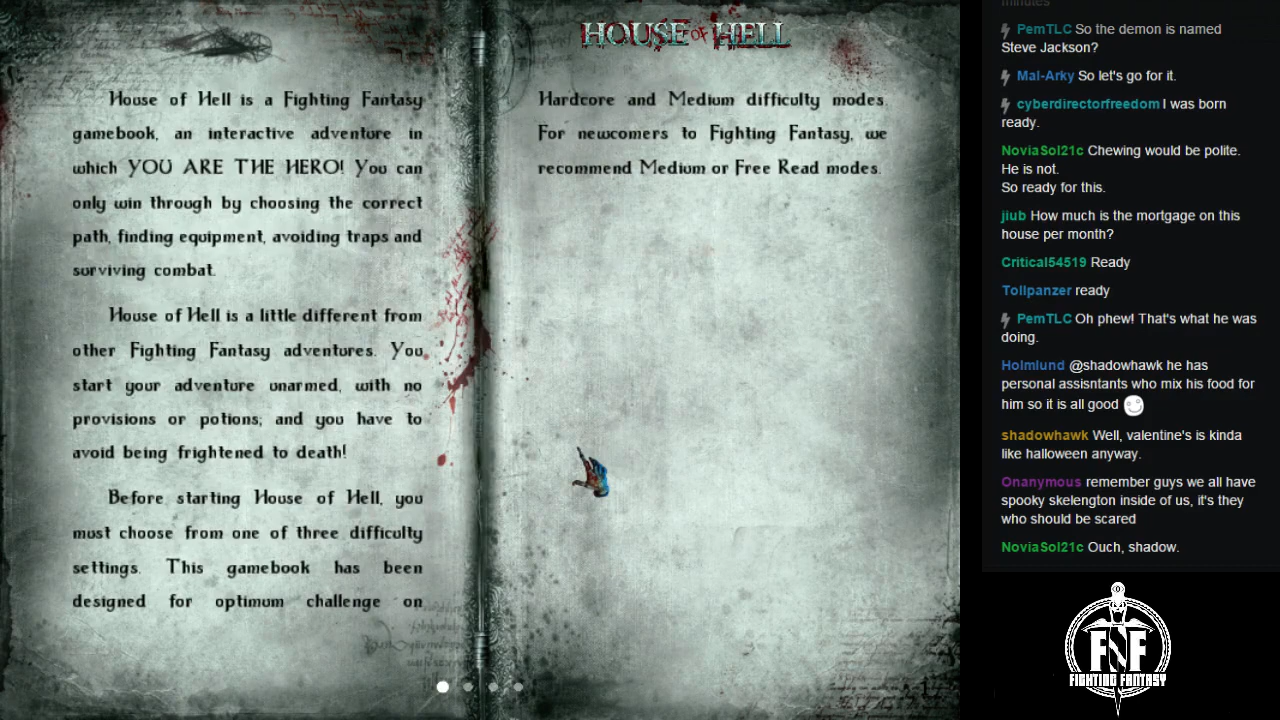 HOUSE OF HELL
House of Hell is a Fighting Fantasy
gamebook, an interactive adventure in
which YOU ARE THE HERO! You can
only win through by choosing the correct
path, finding equipment, avoiding traps and
surviving combat.
House of Hell is a little different from
other Fighting Fantasy adventures. You
start your adventure unarmed, with no
provisions or potions; and you have to
avoid being frightened to death!
Before starting House of Hell, you
must choose from one of three difficulty
settings. This gamebook has been
designed for optimum challenge on
Hardcore and Medium difficulty modes.
For newcomers to Fighting Fantasy, we
recommend Medium or Free Read modes.
minutes
PemTLC So the demon is named
Steve Jackson?
Mal-Arky So let's go for it.
cyberdirectorfreedom I was born
ready.
NoviaSol21c Chewing would be polite.
He is not.
So ready for this.
jiub How much is the mortgage on this
house per month?
Critical54519 Ready
Tollpanzer ready
PemTLC Oh phew! That's what he was
doing.
Holmlund @shadowhawk he has
personal assisntants who mix his food for
him so it is all good
shadowhawk Well, valentine's is kinda
like halloween anyway.
Onanymous remember guys we all have
spooky skelengton inside of us, it's they
who should be scared
NoviaSol21c Ouch, shadow.
FF
FIGHTING FANTASY